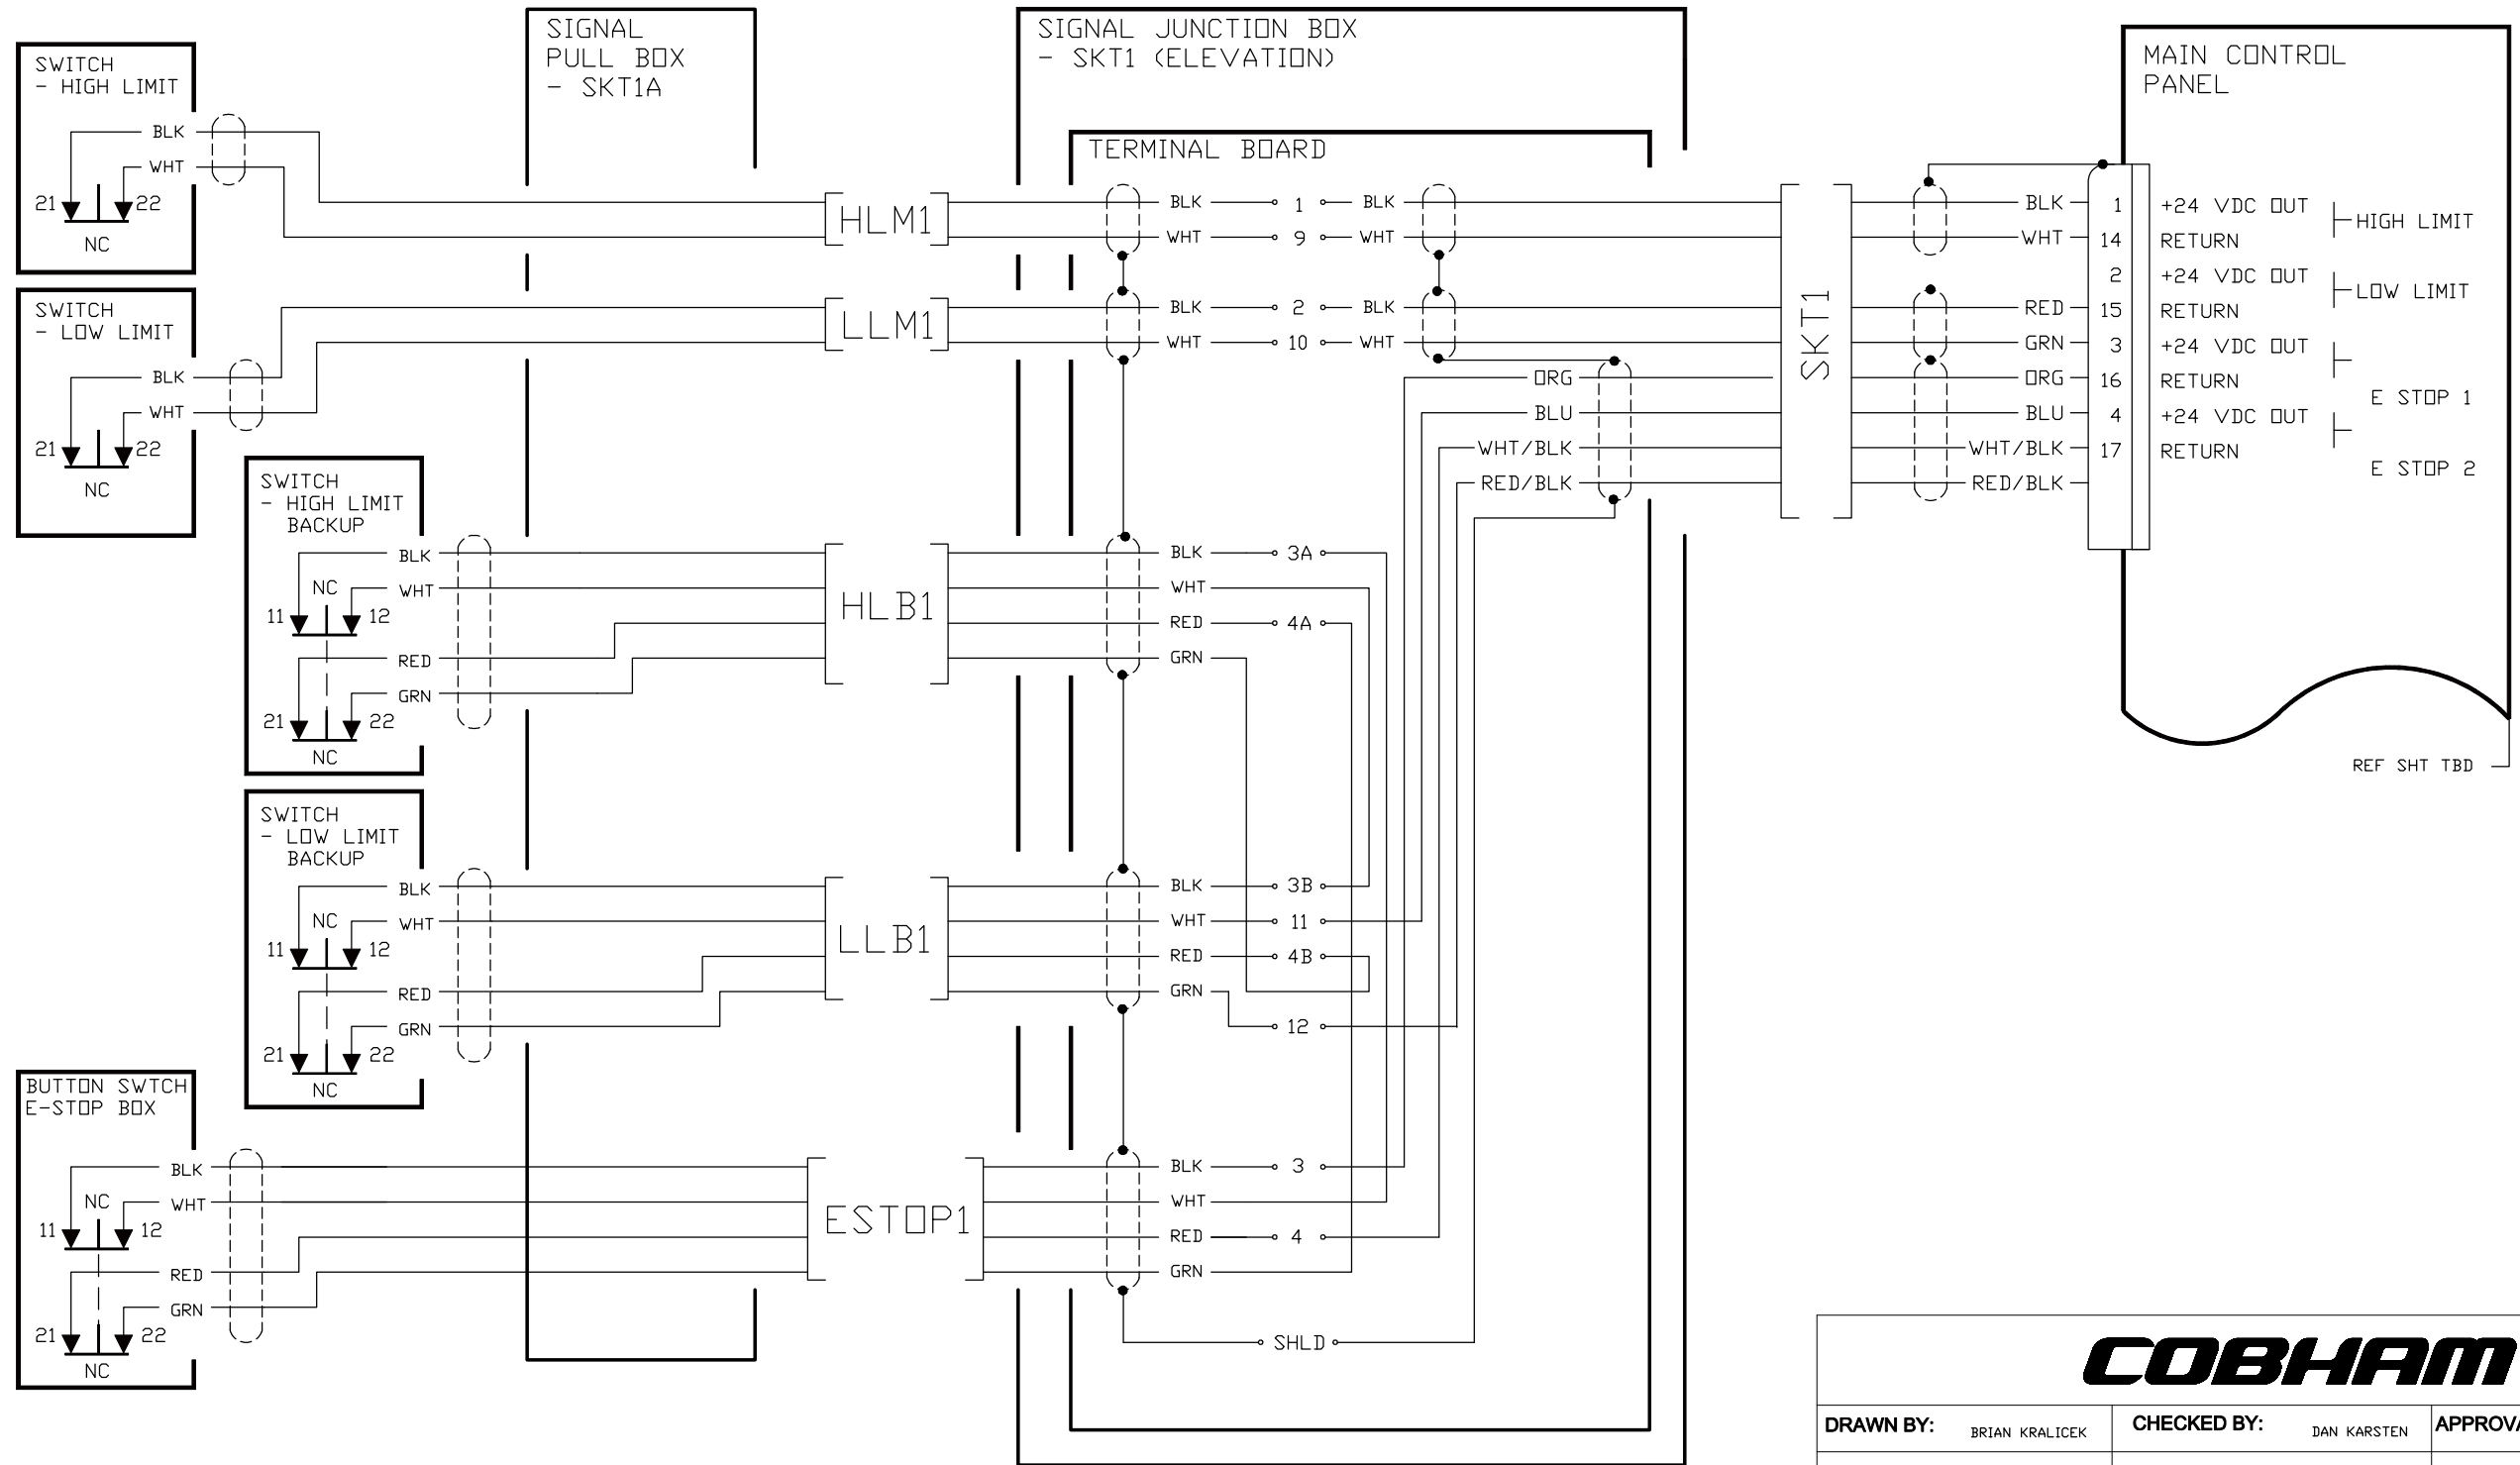 SIGNAL
PULL BOX
- SKT1A
SIGNAL JUNCTION BOX
- SKT1 (ELEVATION)
TERMINAL BOARD
MAIN CONTROL
PANEL
SWITCH
- HIGH LIMIT
BLK
WHT
21
22
NC
SWITCH
- LOW LIMIT
BLK
WHT
21
22
NC
SWITCH
- HIGH LIMIT
BACKUP
BLK
NC
WHT
11
12
RED
GRN
21
22
NC
SWITCH
- LOW LIMIT
BACKUP
BLK
NC
WHT
11
12
RED
GRN
21
22
NC
BUTTON SWTCH
E-STOP BOX
BLK
NC
WHT
11
12
RED
GRN
21
22
NC
HLM1
LLM1
HLB1
LLB1
ESTOP1
BLK 1 BLK
WHT 9 WHT
BLK 2 BLK
WHT 10 WHT
ORG
BLU
WHT/BLK
RED/BLK
BLK 3A
WHT
RED 4A
GRN
BLK 3B
WHT 11
RED 4B
GRN
12
BLK 3
WHT
RED 4
GRN
SHLD
SKT1
BLK 1 +24 VDC OUT
HIGH LIMIT
WHT 14 RETURN
2 +24 VDC OUT
LOW LIMIT
RED 15 RETURN
GRN 3 +24 VDC OUT
ORG 16 RETURN
E STOP 1
BLU 4 +24 VDC OUT
WHT/BLK 17 RETURN
E STOP 2
RED/BLK
REF SHT TBD
COBHAM
DRAWN BY: BRIAN KRALICEK CHECKED BY: DAN KARSTEN APPROVA